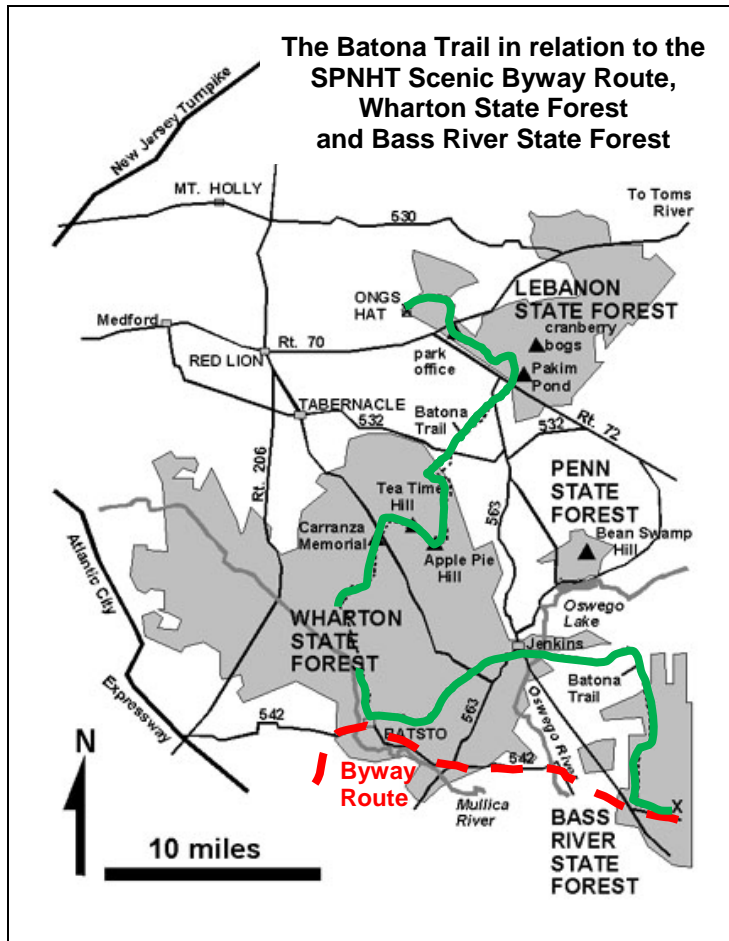 The Batona Trail in relation to the
SPNHT Scenic Byway Route,
Wharton State Forest
and Bass River State Forest
New Jersey Turnpike
MT. HOLLY
530
To Toms
River
ONGS
HAT
LEBANON
STATE FOREST
cranberry
bogs
Medford
Rt. 70
RED LION
park
office
Pakim
Pond
TABERNACLE
532
Batona
Trail
532
Rt. 72
Rt. 206
PENN
STATE
FOREST
Tea Time
Hill
563
Carranza
Memorial
Bean Swamp
Hill
Apple Pie
Hill
Atlantic City
Expressway
Oswego
Lake
WHARTON
STATE
FOREST
Jenkins
Batona
Trail
Oswego River
563
542
BATSTO
N
Byway
Route
542
Mullica
River
X
BASS
RIVER
STATE
FOREST
10 miles